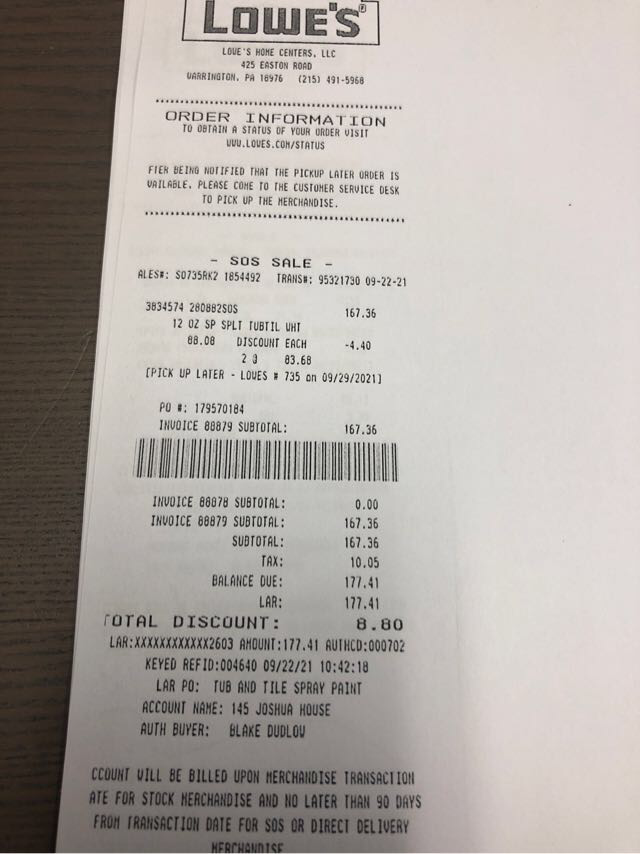 LOWE'S
LOWE'S HOME CENTERS, LLC
425 EASTON ROAD
WARRINGTON, PA 18976 (215) 491-5968
ORDER INFORMATION
TO OBTAIN A STATUS OF YOUR ORDER VISIT
WWW.LOWES.COM/STATUS
FTER BEING NOTIFIED THAT THE PICKUP LATER ORDER IS
VAILABLE, PLEASE COME TO THE CUSTOMER SERVICE DESK
TO PICK UP THE MERCHANDISE.
- SOS SALE -
ALES#: SO735RK2 1854492 TRANS#: 95321730 09-22-21
3834574 280882SOS 167.36
12 OZ SP SPLT TUBTIL WHT
88.08 DISCOUNT EACH -4.40
2 @ 83.68
[PICK UP LATER - LOWES # 735 on 09/29/2021]
PO #: 179570184
INVOICE 88879 SUBTOTAL: 167.36
INVOICE 88878 SUBTOTAL: 0.00
INVOICE 88879 SUBTOTAL: 167.36
SUBTOTAL: 167.36
TAX: 10.05
BALANCE DUE: 177.41
LAR: 177.41
TOTAL DISCOUNT: 8.80
LAR:XXXXXXXXXXXX2603 AMOUNT:177.41 AUTHCD:000702
KEYED REFID:004640 09/22/21 10:42:18
LAR PO: TUB AND TILE SPRAY PAINT
ACCOUNT NAME: 145 JOSHUA HOUSE
AUTH BUYER: BLAKE DUDLOW
CCOUNT WILL BE BILLED UPON MERCHANDISE TRANSACTION
ATE FOR STOCK MERCHANDISE AND NO LATER THAN 90 DAYS
FROM TRANSACTION DATE FOR SOS OR DIRECT DELIVERY
MERCHANDISE